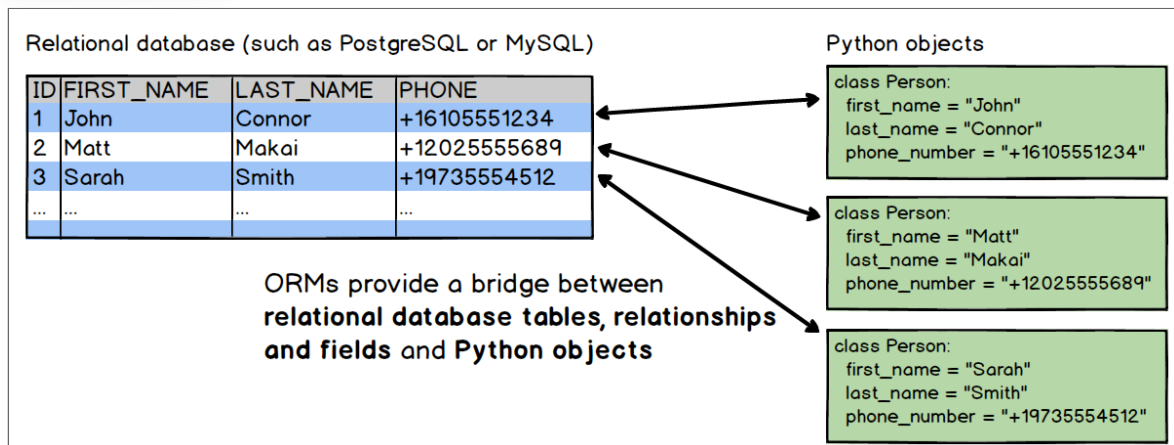 Relational database (such as PostgreSQL or MySQL)
ID FIRST_NAME LAST_NAME PHONE
1 John Connor +16105551234
2 Matt Makai +12025555689
3 Sarah Smith +19735554512
... ... ... ...
ORMs provide a bridge between
relational database tables, relationships
and fields and Python objects
Python objects
class Person:
first_name = "John"
last_name = "Connor"
phone_number = "+16105551234"
class Person:
first_name = "Matt"
last_name = "Makai"
phone_number = "+12025555689"
class Person:
first_name = "Sarah"
last_name = "Smith"
phone_number = "+19735554512"